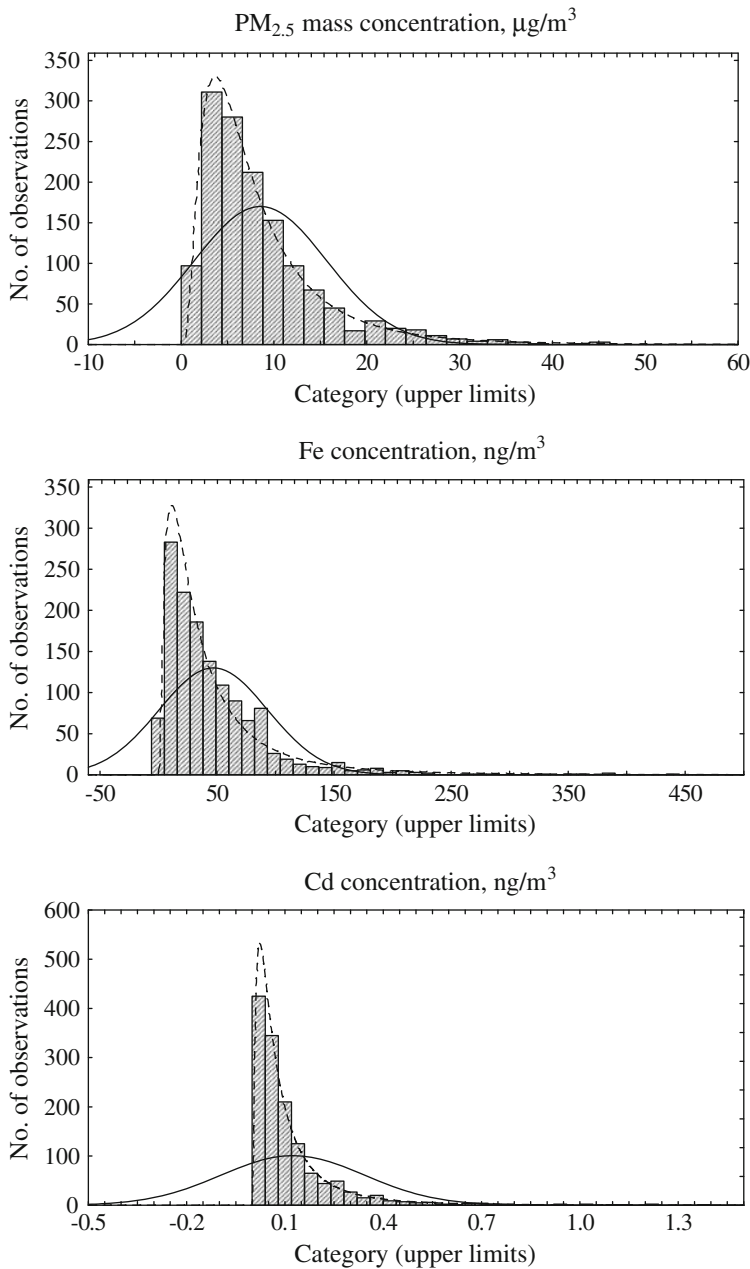 PM2.5 mass concentration, μg/m3
350
300
250
200
150
100
50
0
-10 0 10 20 30 40 50 60
No. of observations
Category (upper limits)
Fe concentration, ng/m3
350
300
250
200
150
100
50
0
-50 50 150 250 350 450
No. of observations
Category (upper limits)
Cd concentration, ng/m3
600
500
400
300
200
100
0
-0.5 -0.2 0.1 0.4 0.7 1.0 1.3
No. of observations
Category (upper limits)